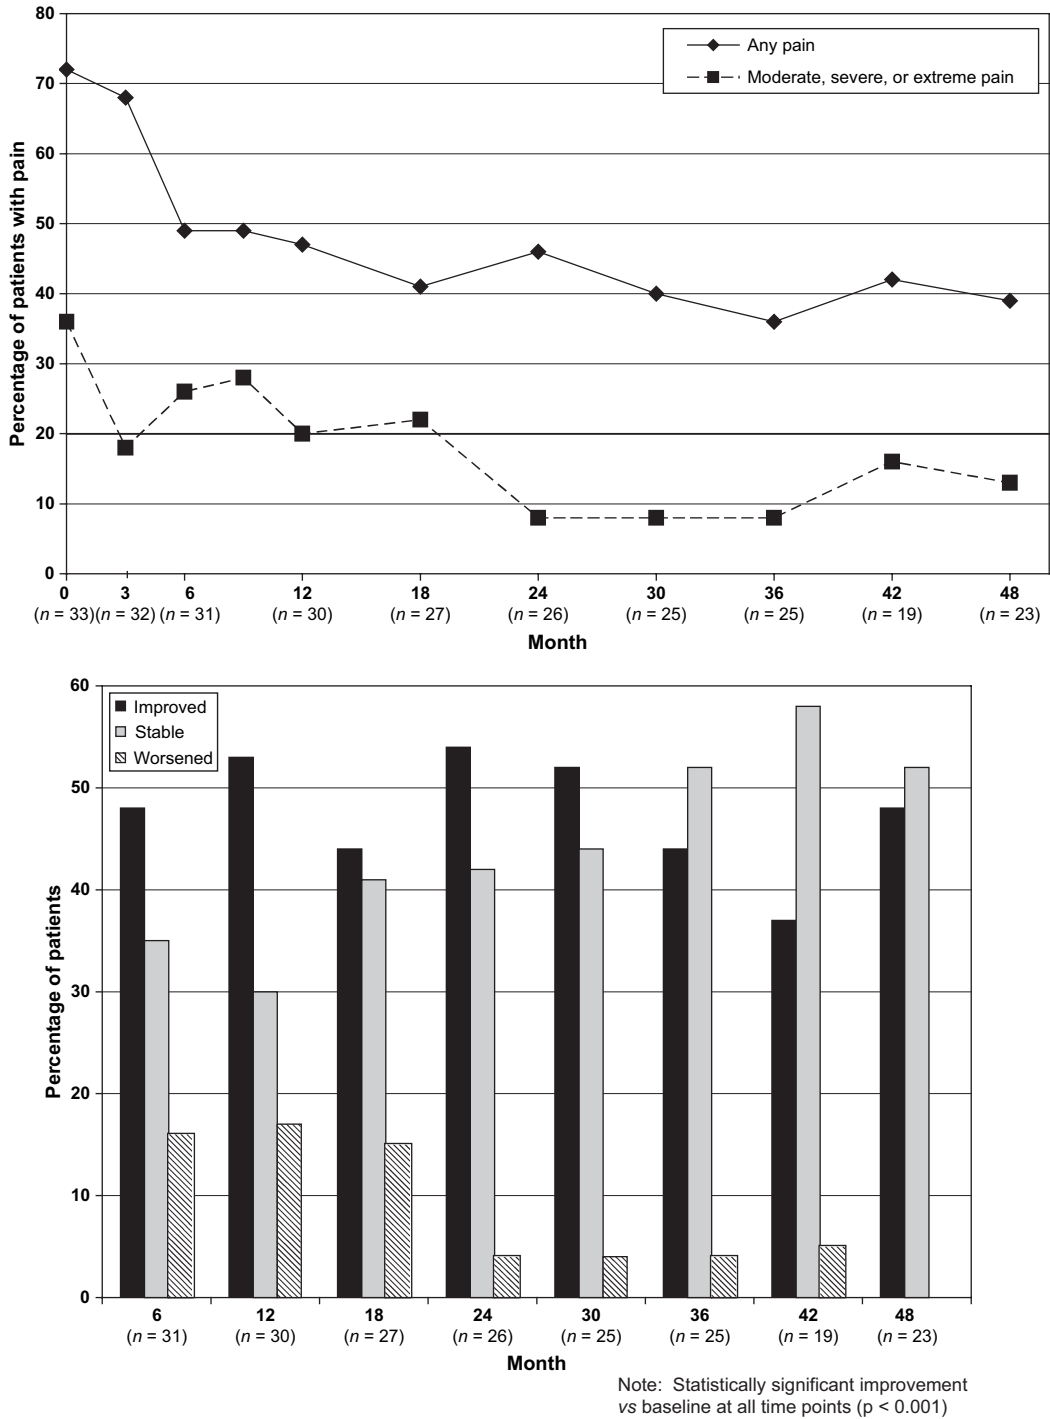 80
70
60
50
40
30
20
10
0
Percentage of patients with pain
Any pain
Moderate, severe, or extreme pain
0 3 6 12 18 24 30 36 42 48
(n = 33) (n = 32) (n = 31) (n = 30) (n = 27) (n = 26) (n = 25) (n = 25) (n = 19) (n = 23)
Month
60
50
40
30
20
10
0
Percentage of patients
Improved
Stable
Worsened
6 12 18 24 30 36 42 48
(n = 31) (n = 30) (n = 27) (n = 26) (n = 25) (n = 25) (n = 19) (n = 23)
Month
Note: Statistically significant improvement
vs baseline at all time points (p < 0.001)